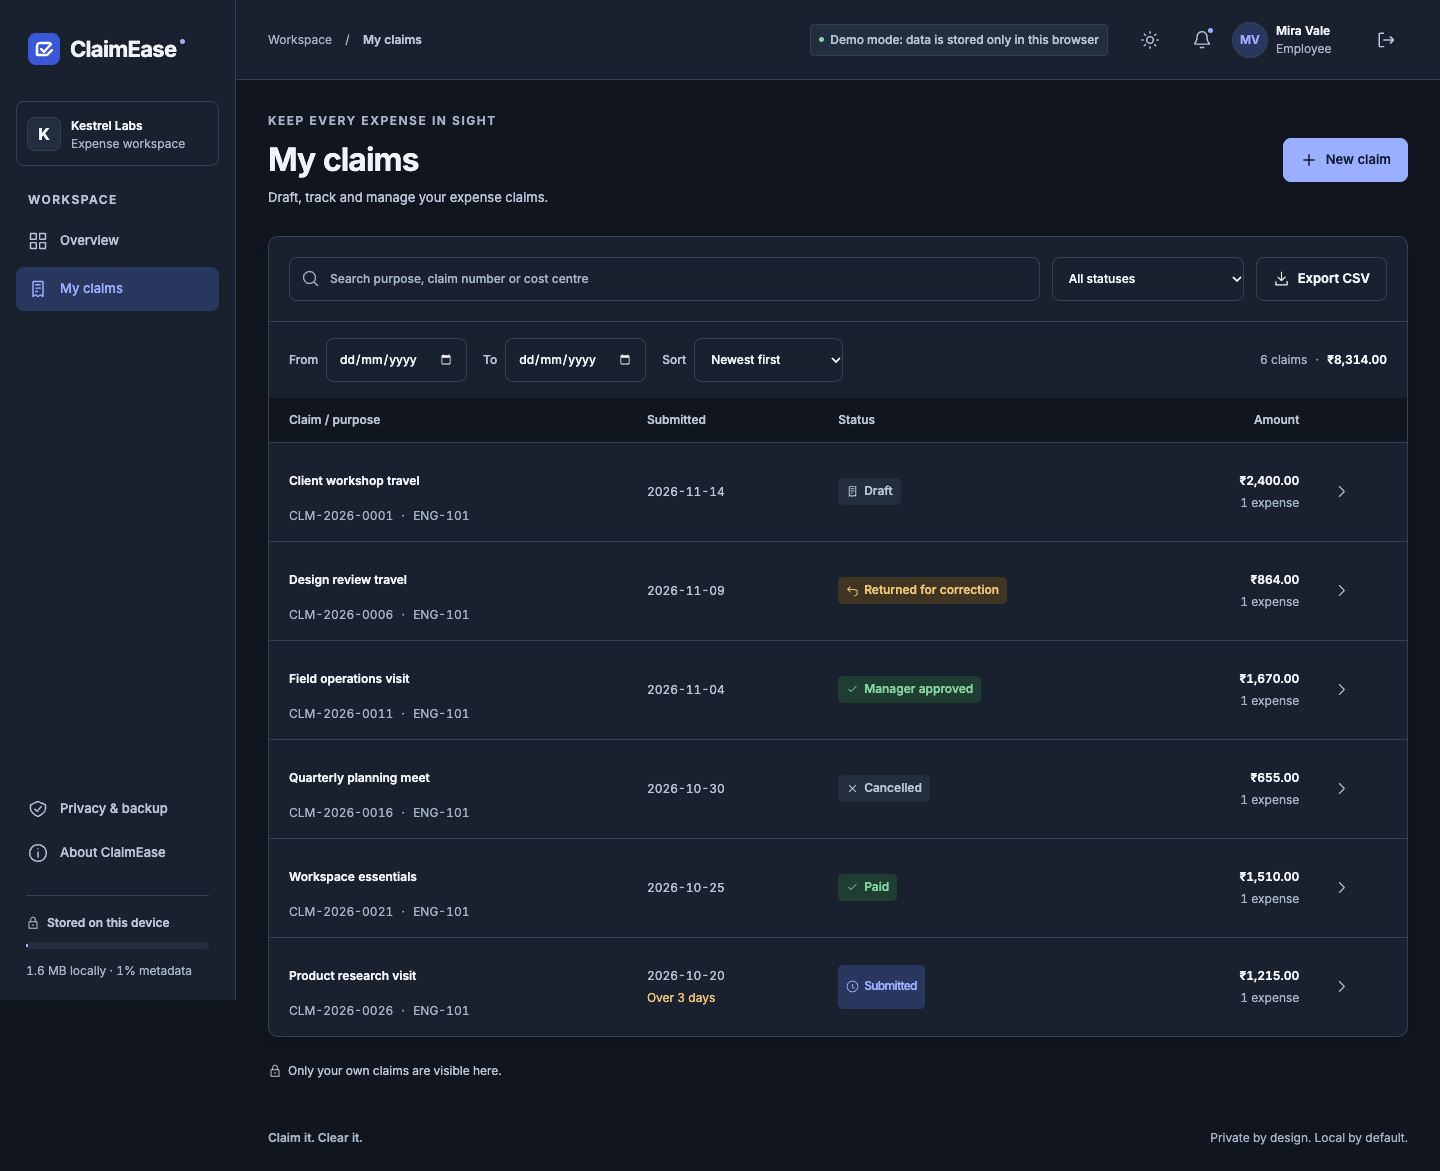 ClaimEase
K
Kestrel Labs
Expense workspace
WORKSPACE
Overview
My claims
Privacy & backup
About ClaimEase
Stored on this device
1.6 MB locally · 1% metadata
Workspace / My claims
Demo mode: data is stored only in this browser
MV
Mira Vale
Employee
KEEP EVERY EXPENSE IN SIGHT
My claims
Draft, track and manage your expense claims.
New claim
Search purpose, claim number or cost centre
All statuses
Export CSV
From dd/mm/yyyy To dd/mm/yyyy Sort Newest first
6 claims · ₹8,314.00
Claim / purpose Submitted Status Amount
Client workshop travel
CLM-2026-0001 · ENG-101
2026-11-14
Draft
₹2,400.00
1 expense
Design review travel
CLM-2026-0006 · ENG-101
2026-11-09
Returned for correction
₹864.00
1 expense
Field operations visit
CLM-2026-0011 · ENG-101
2026-11-04
Manager approved
₹1,670.00
1 expense
Quarterly planning meet
CLM-2026-0016 · ENG-101
2026-10-30
Cancelled
₹655.00
1 expense
Workspace essentials
CLM-2026-0021 · ENG-101
2026-10-25
Paid
₹1,510.00
1 expense
Product research visit
CLM-2026-0026 · ENG-101
2026-10-20
Over 3 days
Submitted
₹1,215.00
1 expense
Only your own claims are visible here.
Claim it. Clear it.
Private by design. Local by default.